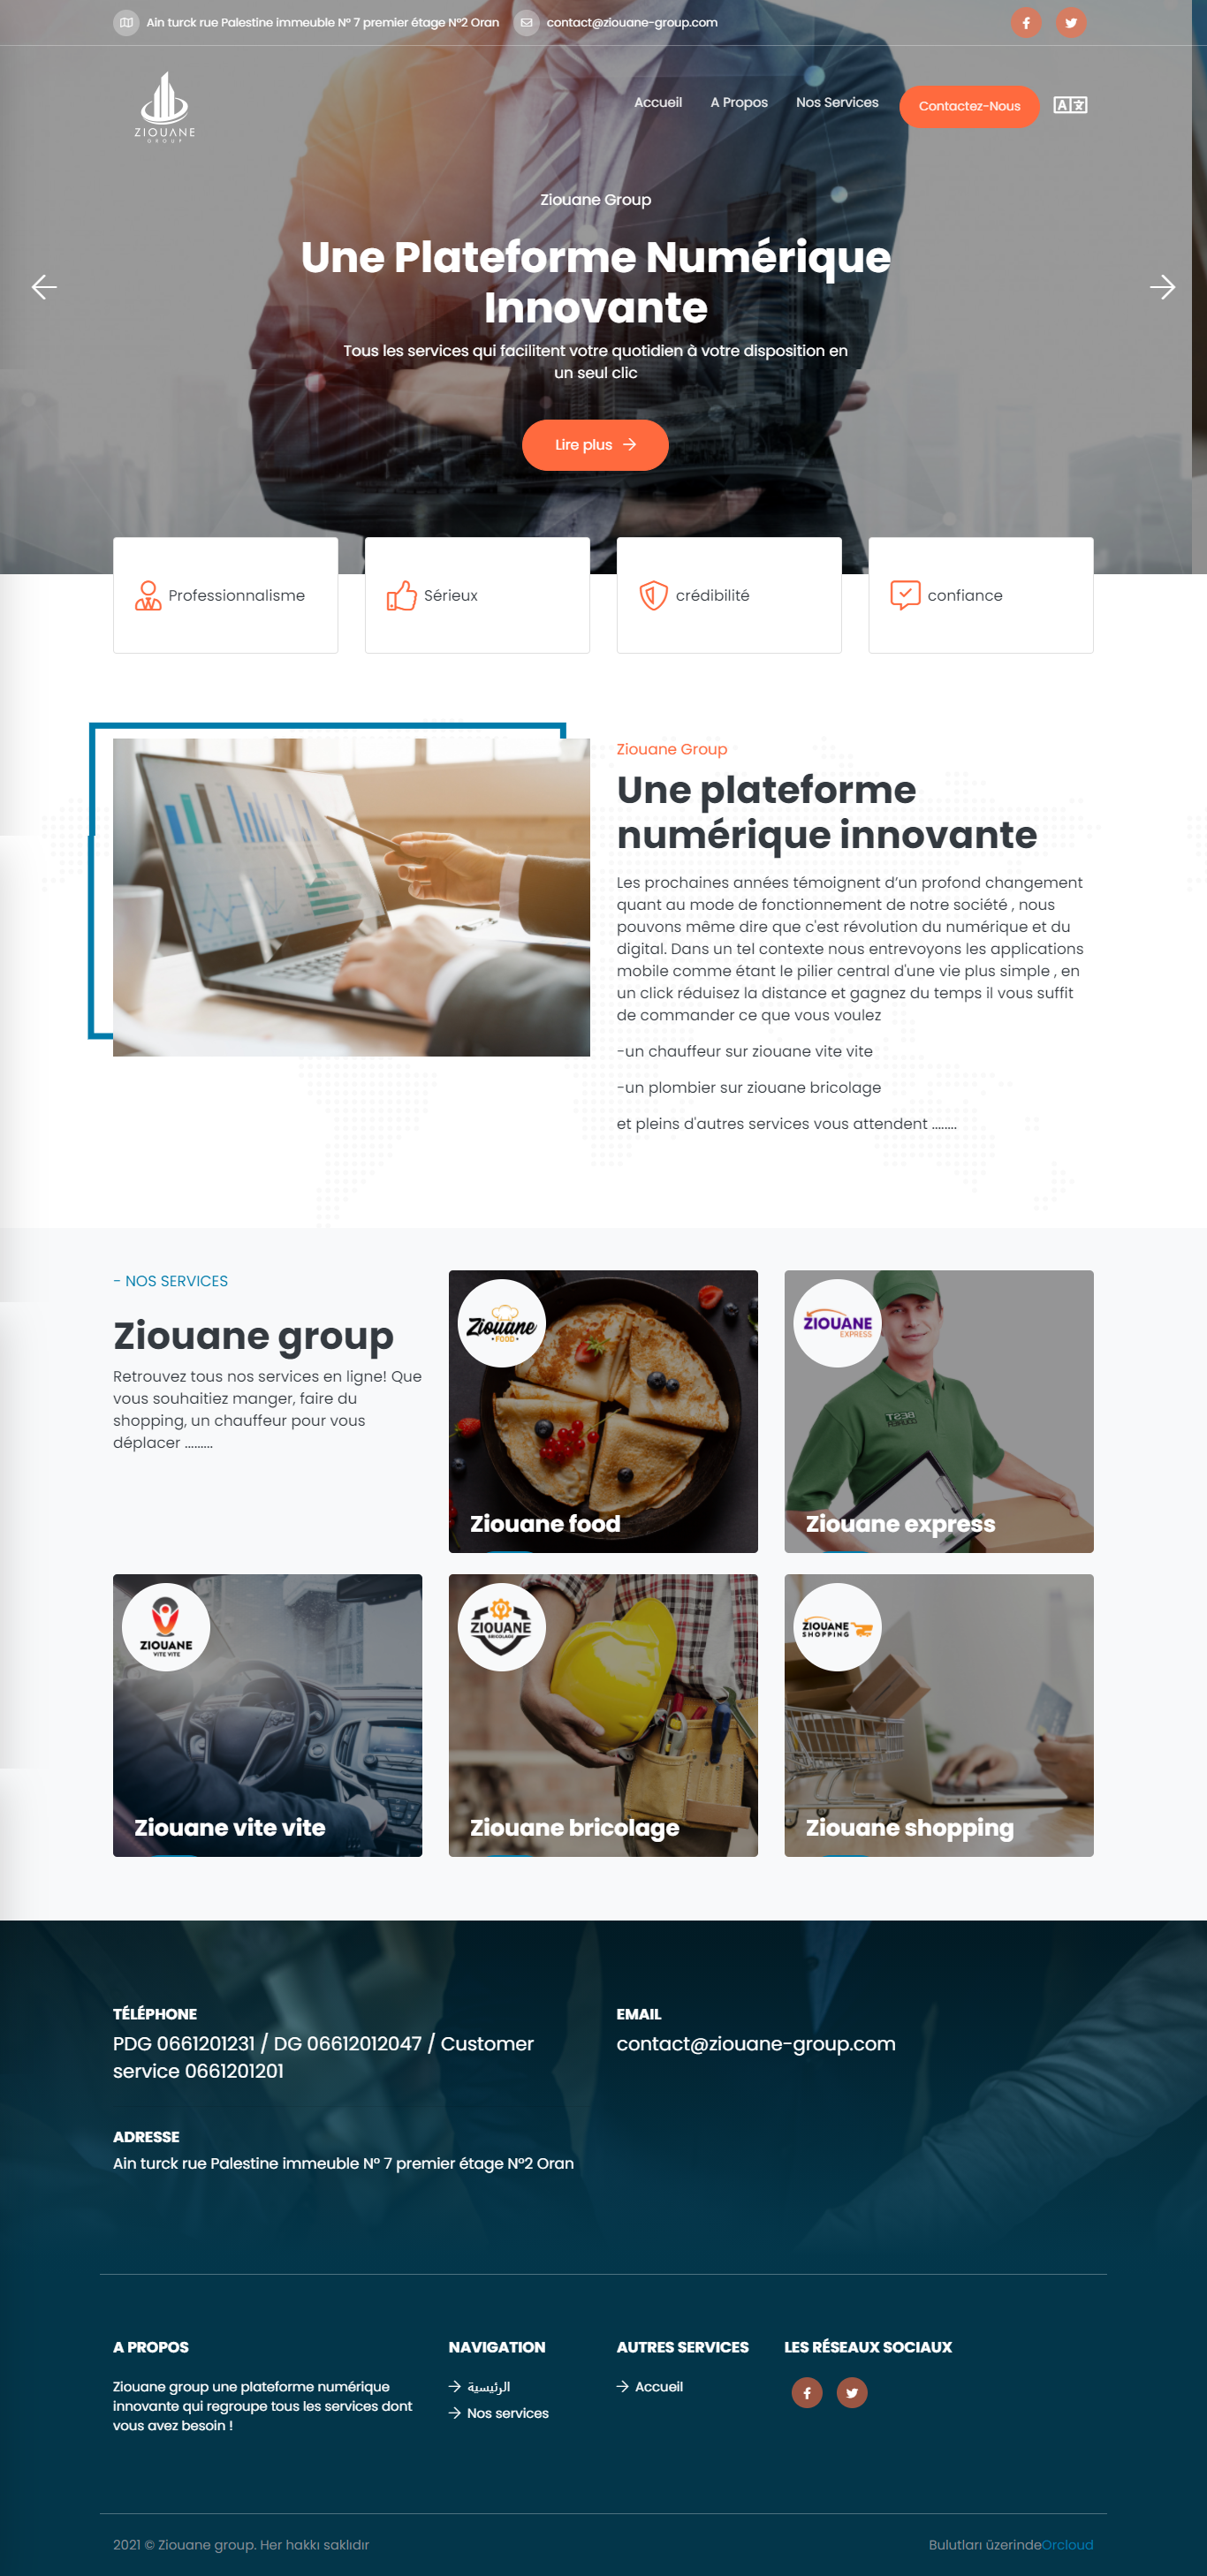 Ain turck rue Palestine immeuble N° 7 premier étage N°2 Oran
contact@ziouane-group.com
ZIOUANE
GROUP
Accueil
A Propos
Nos Services
Contactez-Nous
Ziouane Group
Une Plateforme Numérique
Innovante
Tous les services qui facilitent votre quotidien à votre disposition en
un seul clic
Lire plus
Professionnalisme
Sérieux
crédibilité
confiance
Ziouane Group
Une plateforme
numérique innovante
Les prochaines années témoignent d’un profond changement
quant au mode de fonctionnement de notre société , nous
pouvons même dire que c'est révolution du numérique et du
digital. Dans un tel contexte nous entrevoyons les applications
mobile comme étant le pilier central d'une vie plus simple , en
un click réduisez la distance et gagnez du temps il vous suffit
de commander ce que vous voulez
-un chauffeur sur ziouane vite vite
-un plombier sur ziouane bricolage
et pleins d'autres services vous attendent ........
- NOS SERVICES
Ziouane group
Retrouvez tous nos services en ligne! Que
vous souhaitiez manger, faire du
shopping, un chauffeur pour vous
déplacer .........
Ziouane
FOOD
Ziouane food
ZIOUANE
EXPRESS
Ziouane express
ZIOUANE
VITE VITE
Ziouane vite vite
ZIOUANE
BRICOLAGE
Ziouane bricolage
ZIOUANE
SHOPPING
Ziouane shopping
TÉLÉPHONE
PDG 0661201231 / DG 06612012047 / Customer
service 0661201201
EMAIL
contact@ziouane-group.com
ADRESSE
Ain turck rue Palestine immeuble N° 7 premier étage N°2 Oran
A PROPOS
Ziouane group une plateforme numérique
innovante qui regroupe tous les services dont
vous avez besoin !
NAVIGATION
الرئيسية
Nos services
AUTRES SERVICES
Accueil
LES RÉSEAUX SOCIAUX
2021 © Ziouane group. Her hakkı saklıdır
Bulutları üzerindeOrcloud